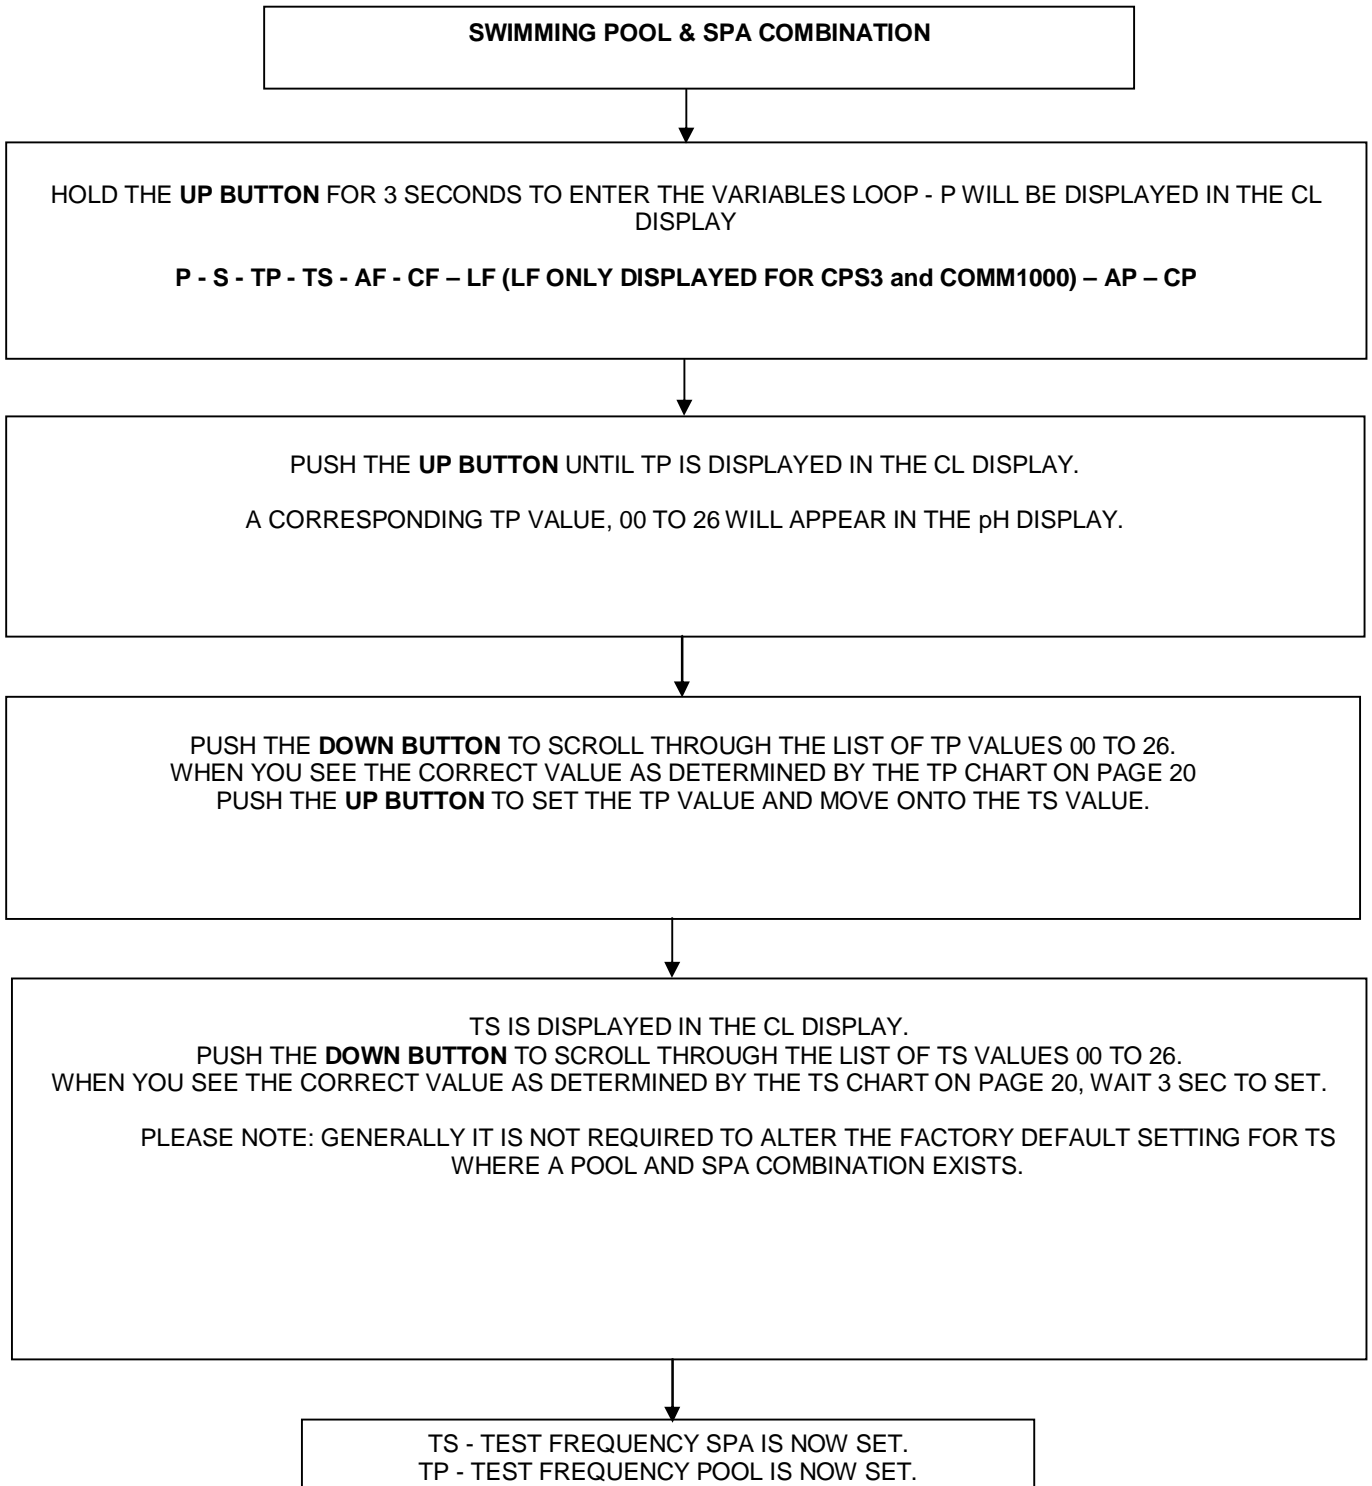 SWIMMING POOL & SPA COMBINATION
HOLD THE UP BUTTON FOR 3 SECONDS TO ENTER THE VARIABLES LOOP - P WILL BE DISPLAYED IN THE CL
DISPLAY
P - S - TP - TS - AF - CF – LF (LF ONLY DISPLAYED FOR CPS3 and COMM1000) – AP – CP
PUSH THE UP BUTTON UNTIL TP IS DISPLAYED IN THE CL DISPLAY.
A CORRESPONDING TP VALUE, 00 TO 26 WILL APPEAR IN THE pH DISPLAY.
PUSH THE DOWN BUTTON TO SCROLL THROUGH THE LIST OF TP VALUES 00 TO 26.
WHEN YOU SEE THE CORRECT VALUE AS DETERMINED BY THE TP CHART ON PAGE 20
PUSH THE UP BUTTON TO SET THE TP VALUE AND MOVE ONTO THE TS VALUE.
TS IS DISPLAYED IN THE CL DISPLAY.
PUSH THE DOWN BUTTON TO SCROLL THROUGH THE LIST OF TS VALUES 00 TO 26.
WHEN YOU SEE THE CORRECT VALUE AS DETERMINED BY THE TS CHART ON PAGE 20, WAIT 3 SEC TO SET.
PLEASE NOTE: GENERALLY IT IS NOT REQUIRED TO ALTER THE FACTORY DEFAULT SETTING FOR TS
WHERE A POOL AND SPA COMBINATION EXISTS.
TS - TEST FREQUENCY SPA IS NOW SET.
TP - TEST FREQUENCY POOL IS NOW SET.